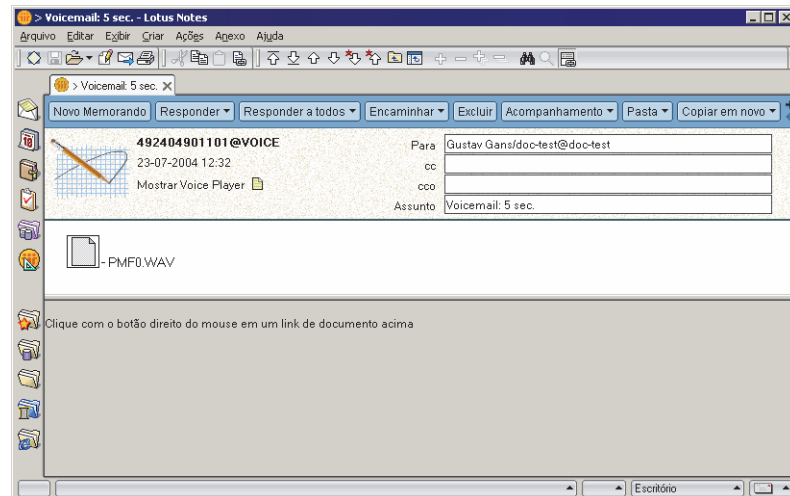 > Voicemail: 5 sec. - Lotus Notes
Arquivo Editar Exibir Criar Ações Anexo Ajuda
> Voicemail: 5 sec.
Novo Memorando Responder Responder a todos Encaminhar Excluir Acompanhamento Pasta Copiar em novo
492404901101@VOICE
Para Gustav Gans/doc-test@doc-test
23-07-2004 12:32
cc
Mostrar Voice Player
cco
Assunto Voicemail: 5 sec.
- PMF0.WAV
Clique com o botão direito do mouse em um link de documento acima
Escritório